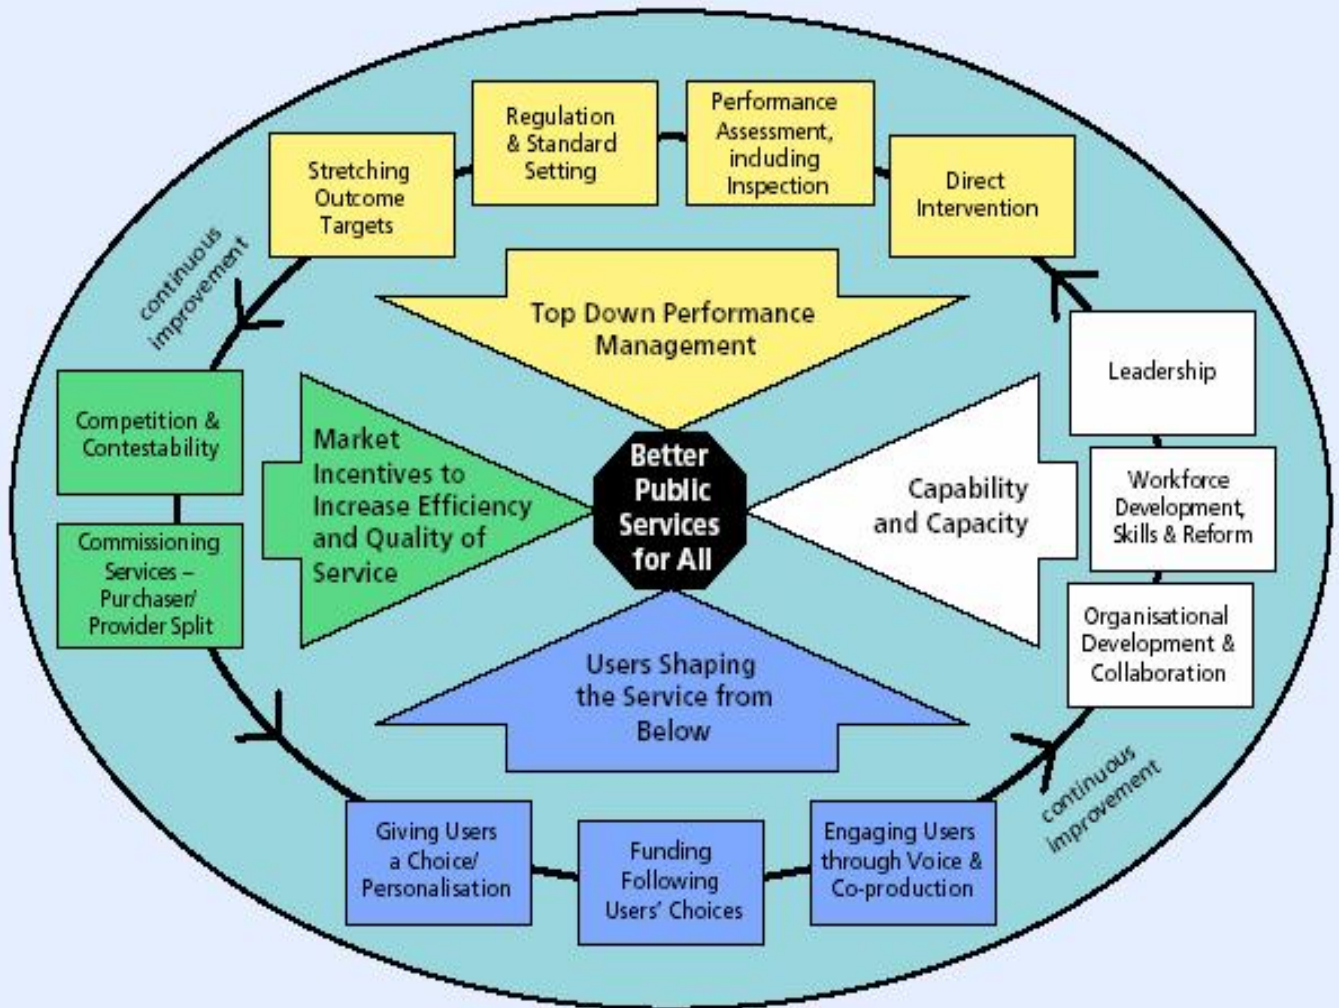 Regulation
& Standard
Setting
Performance
Assessment,
including
Inspection
Stretching
Outcome
Targets
Direct
Intervention
continuous
improvement
Top Down Performance
Management
Leadership
Competition &
Contestability
Market
Incentives to
Increase Efficiency
and Quality of
Service
Better
Public
Services
for All
Capability
and Capacity
Workforce
Development,
Skills & Reform
Commissioning
Services –
Purchaser/
Provider Split
Organisational
Development &
Collaboration
Users Shaping
the Service from
Below
continuous
improvement
Giving Users
a Choice/
Personalisation
Funding
Following
Users’ Choices
Engaging Users
through Voice &
Co-production